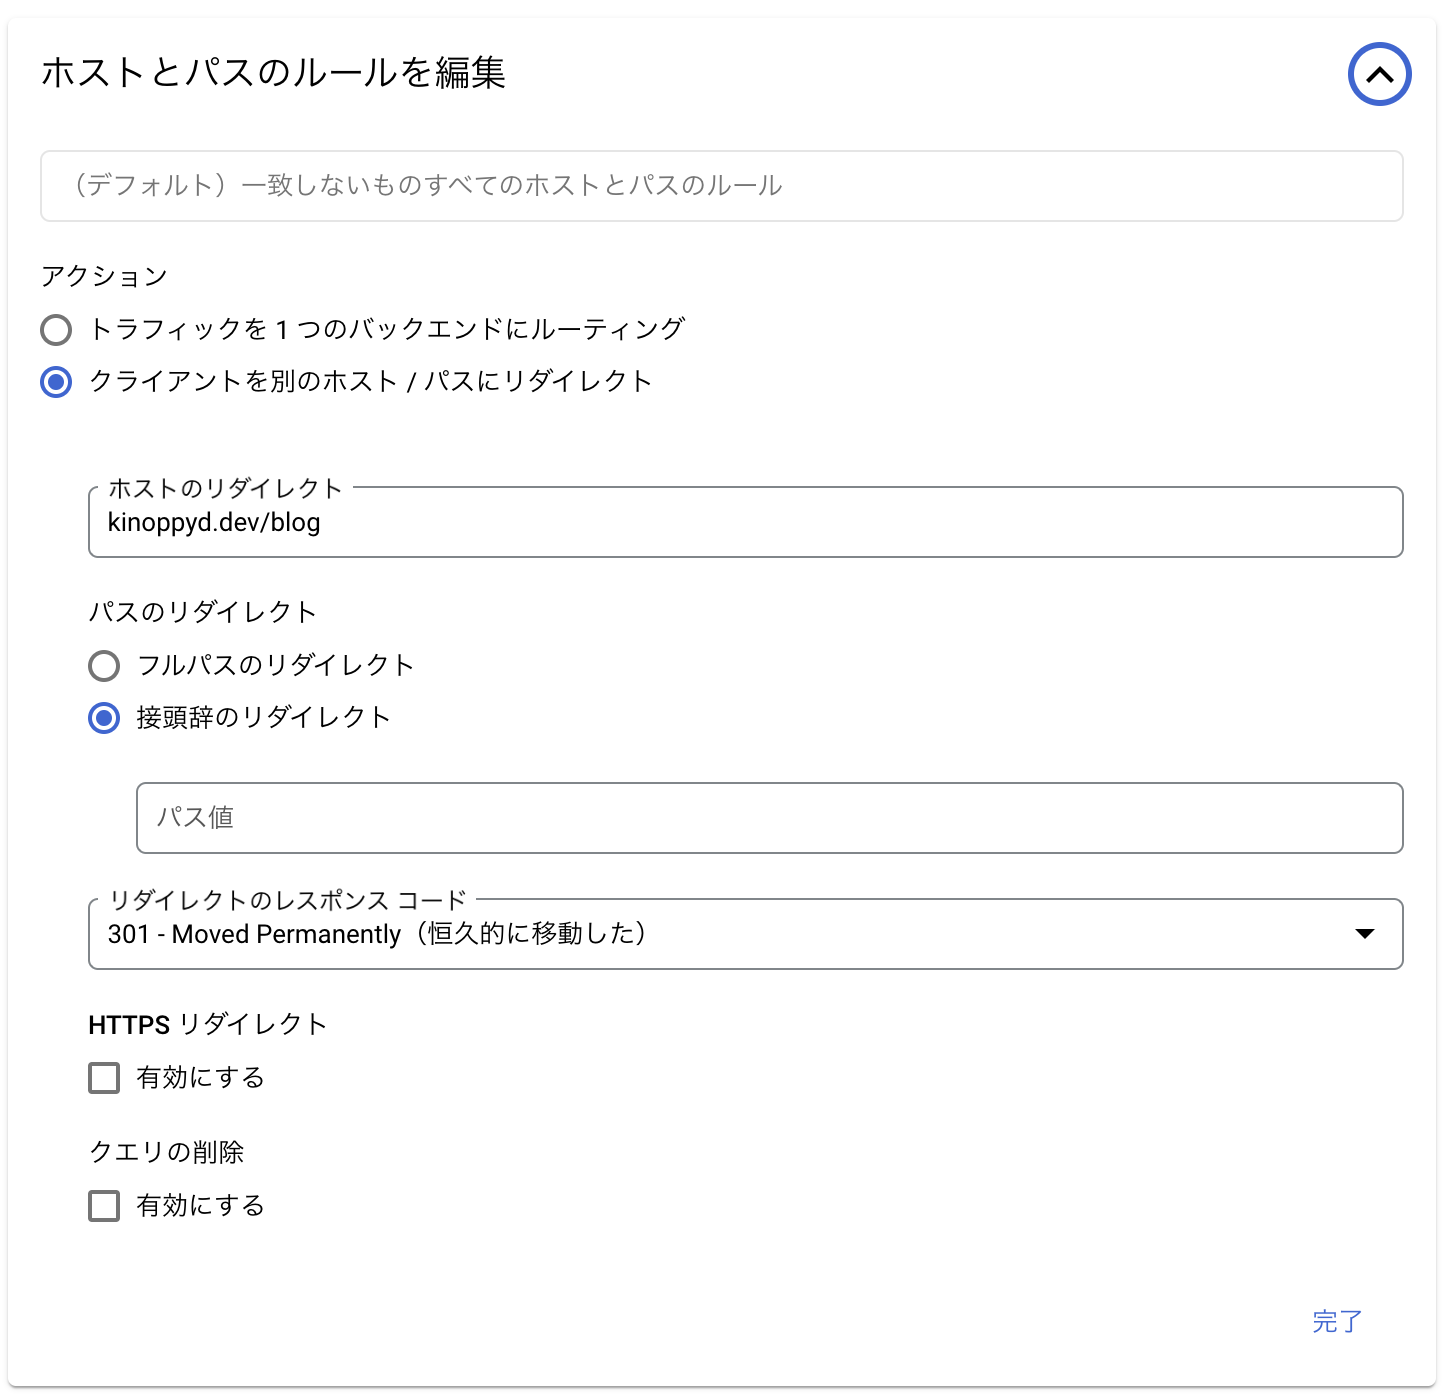 ホストとパスのルールを編集
（デフォルト）一致しないものすべてのホストとパスのルール
アクション
トラフィックを 1 つのバックエンドにルーティング
クライアントを別のホスト / パスにリダイレクト
ホストのリダイレクト
kinoppyd.dev/blog
パスのリダイレクト
フルパスのリダイレクト
接頭辞のリダイレクト
パス値
リダイレクトのレスポンス コード
301 - Moved Permanently（恒久的に移動した）
HTTPS リダイレクト
有効にする
クエリの削除
有効にする
完了